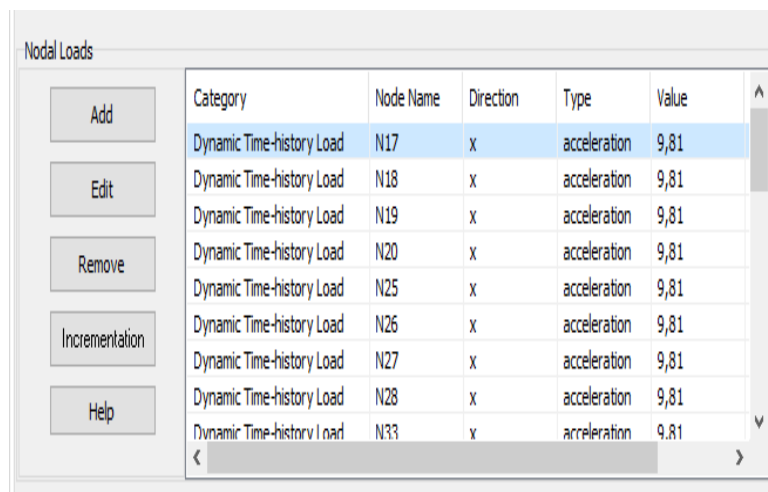 Nodal Loads
Add
Edit
Remove
Incrementation
Help
Category Node Name Direction Type Value
Dynamic Time-history Load N17 x acceleration 9,81
Dynamic Time-history Load N18 x acceleration 9,81
Dynamic Time-history Load N19 x acceleration 9,81
Dynamic Time-history Load N20 x acceleration 9,81
Dynamic Time-history Load N25 x acceleration 9,81
Dynamic Time-history Load N26 x acceleration 9,81
Dynamic Time-history Load N27 x acceleration 9,81
Dynamic Time-history Load N28 x acceleration 9,81
Dynamic Time-history Load N33 x acceleration 9,81